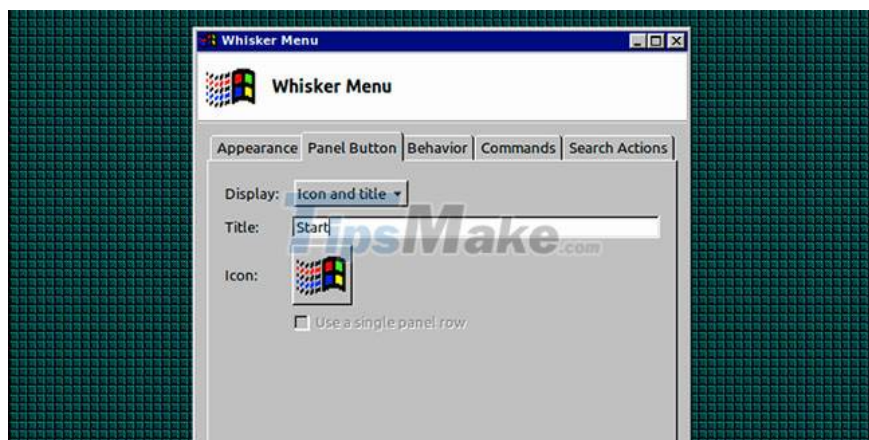 Whisker Menu
Whisker Menu
Appearance Panel Button Behavior Commands Search Actions
Display: Icon and title
Title: Start
TipsMake.com
Icon:
Use a single panel row